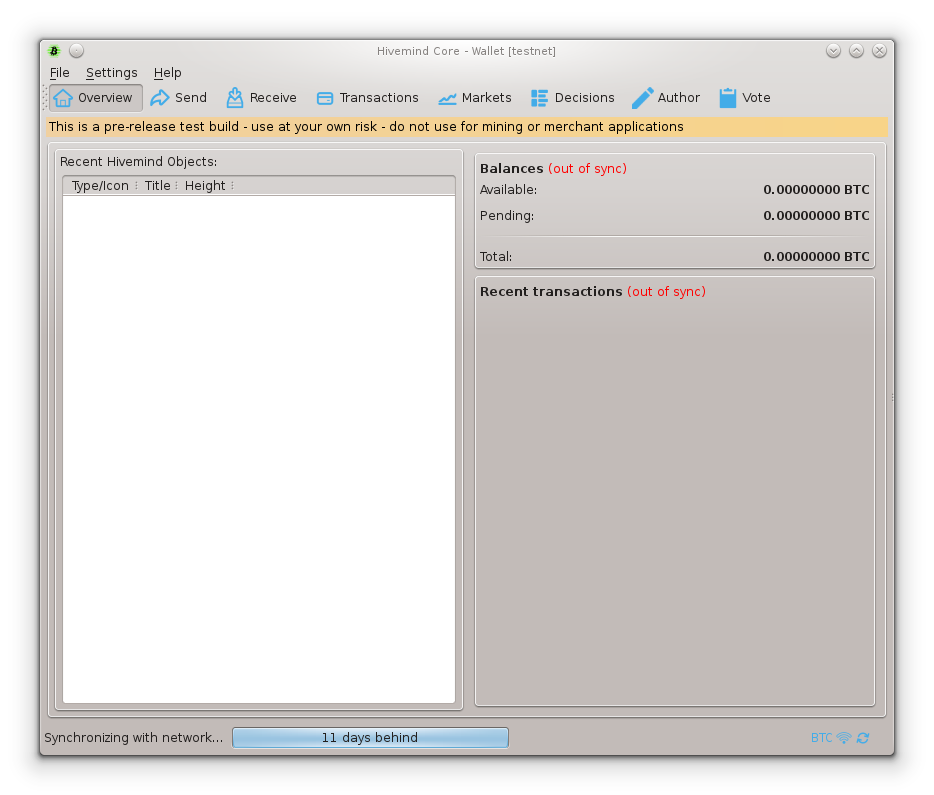 Hivemind Core - Wallet [testnet]
File Settings Help
Overview Send Receive Transactions Markets Decisions Author Vote
This is a pre-release test build - use at your own risk - do not use for mining or merchant applications
Recent Hivemind Objects:
Type/Icon Title Height
Balances (out of sync)
Available: 0.00000000 BTC
Pending: 0.00000000 BTC
Total: 0.00000000 BTC
Recent transactions (out of sync)
Synchronizing with network... 11 days behind BTC